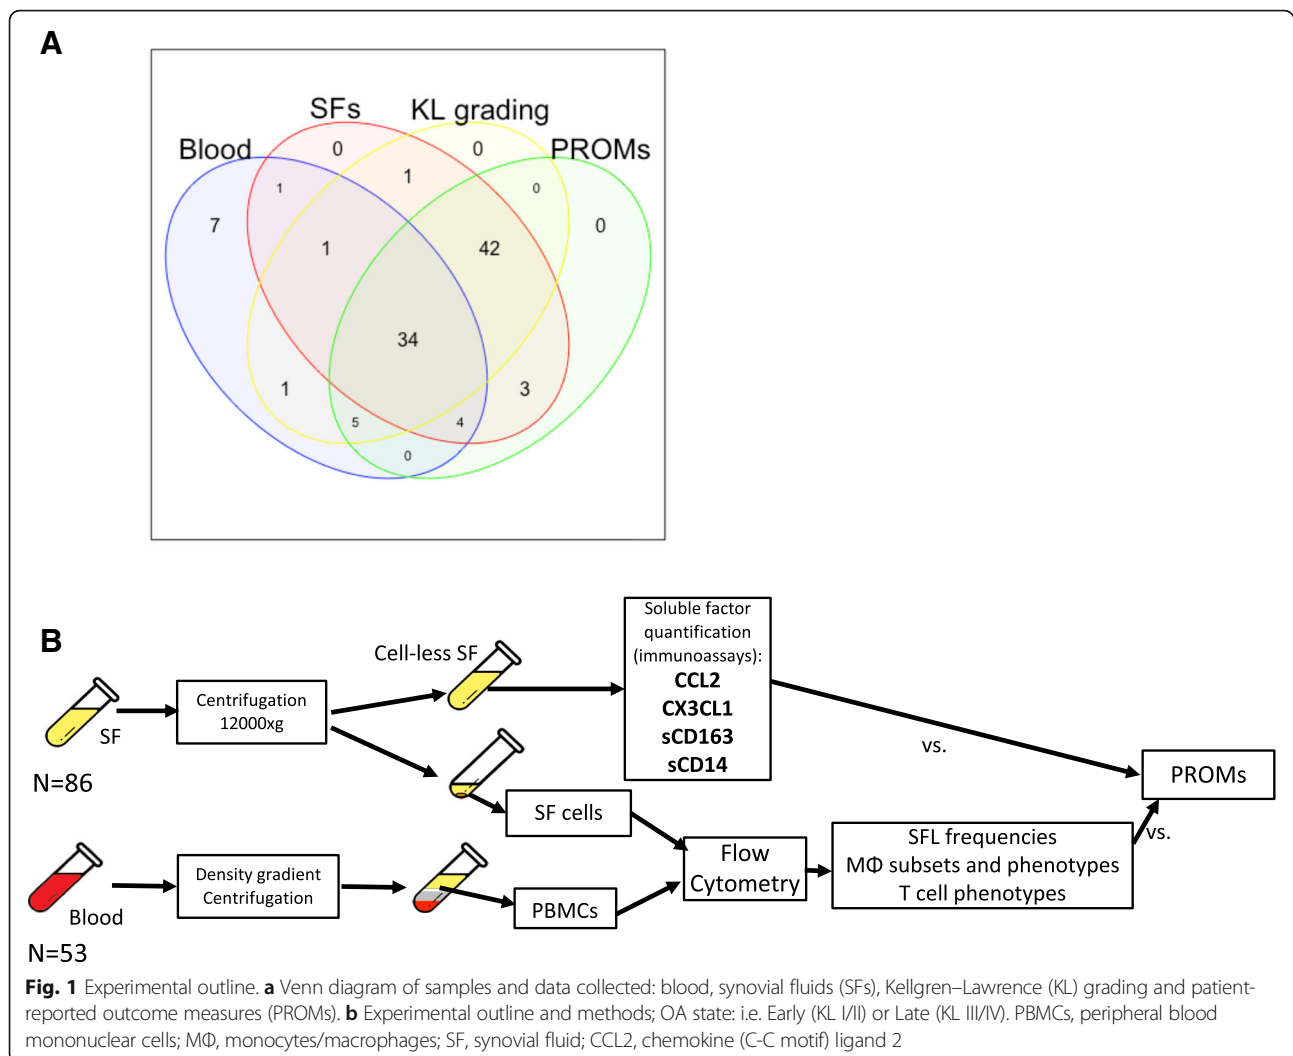 A
SFs
KL grading
Blood
PROMs
0
0
1
1
0
7
0
1
42
34
1
3
5
4
0
B
Soluble factor
quantification
(immunoassays):
CCL2
CX3CL1
sCD163
sCD14
Cell-less SF
Centrifugation
12000xg
SF
N=86
vs.
PROMs
SF cells
vs.
Flow
Cytometry
SFL frequencies
MΦ subsets and phenotypes
T cell phenotypes
Density gradient
Centrifugation
PBMCs
Blood
N=53
Fig. 1 Experimental outline. a Venn diagram of samples and data collected: blood, synovial fluids (SFs), Kellgren–Lawrence (KL) grading and patient-
reported outcome measures (PROMs). b Experimental outline and methods; OA state: i.e. Early (KL I/II) or Late (KL III/IV). PBMCs, peripheral blood
mononuclear cells; MΦ, monocytes/macrophages; SF, synovial fluid; CCL2, chemokine (C-C motif) ligand 2